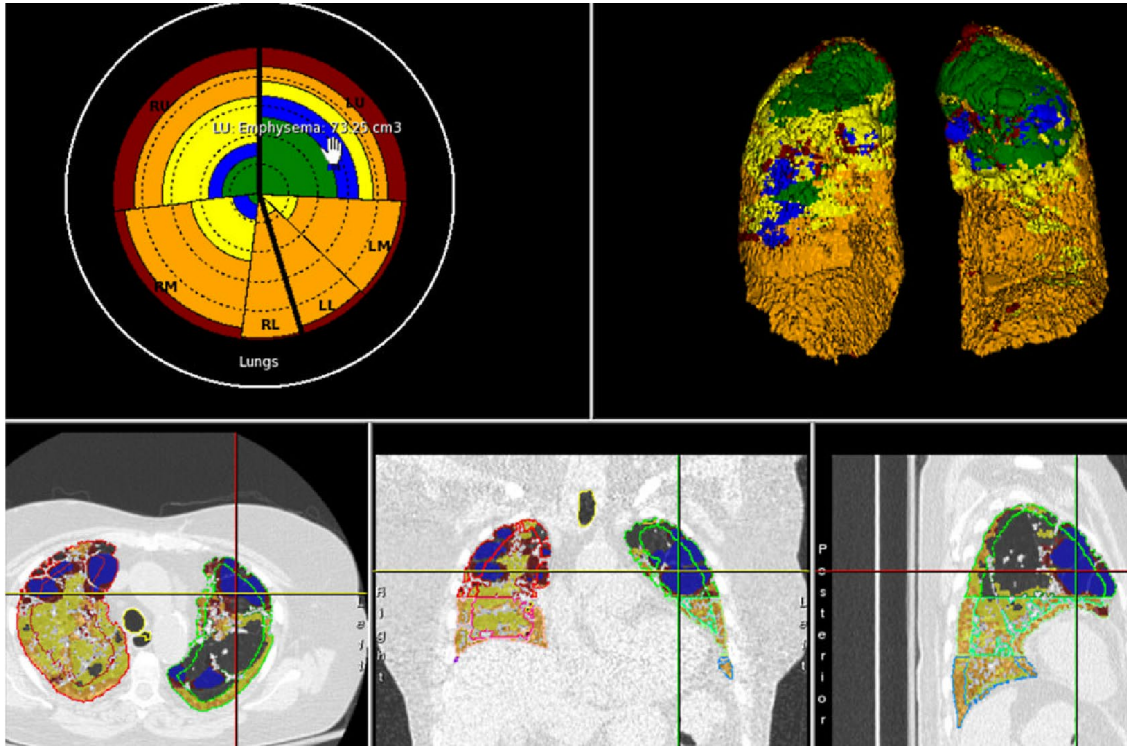 RU
LU
LU: Emphysema: 73.25 cm3
LM
RM
LL
RL
Lungs
Left
Right
Left
Posterior